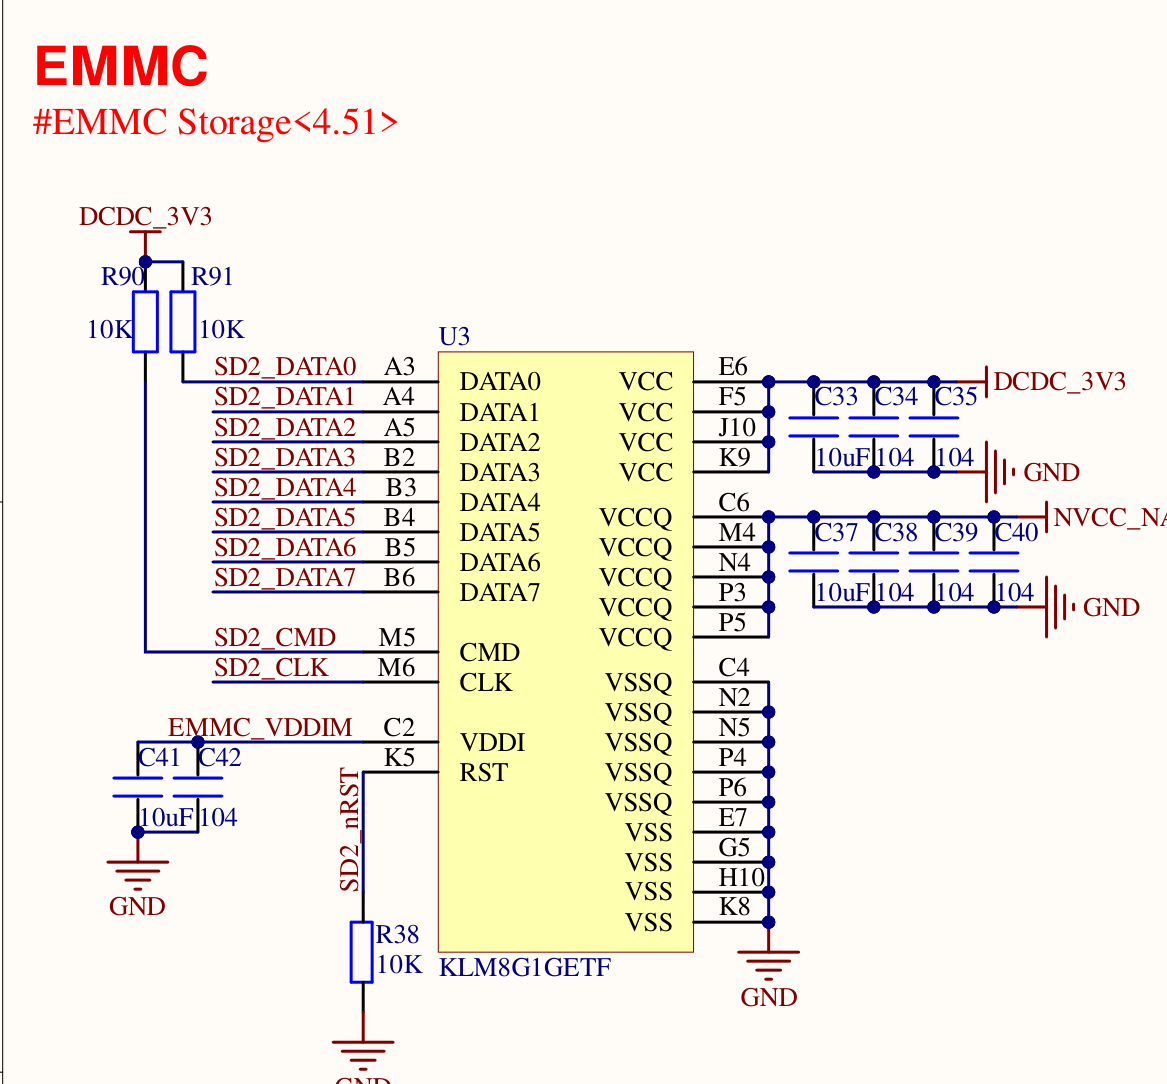 EMMC
#EMMC Storage<4.51>
DCDC_3V3
R90 R91
10K 10K
U3
SD2_DATA0 A3 DATA0 VCC E6
SD2_DATA1 A4 DATA1 VCC F5
SD2_DATA2 A5 DATA2 VCC J10
SD2_DATA3 B2 DATA3 VCC K9
SD2_DATA4 B3 DATA4
SD2_DATA5 B4 DATA5
SD2_DATA6 B5 DATA6
SD2_DATA7 B6 DATA7
SD2_CMD M5 CMD
SD2_CLK M6 CLK
EMMC_VDDIM C2 VDDI
K5 RST
C41 C42
10uF 104
GND
SD2_nRST
R38
10K
GND
DCDC_3V3
C33 C34 C35
10uF 104 104
GND
VCCQ C6
VCCQ M4
VCCQ N4
VCCQ P3
VCCQ P5
NVCC_NA
C37 C38 C39 C40
10uF 104 104 104
GND
VSSQ C4
VSSQ N2
VSSQ N5
VSSQ P4
VSSQ P6
VSS E7
VSS G5
VSS H10
VSS K8
GND
KLM8G1GETF